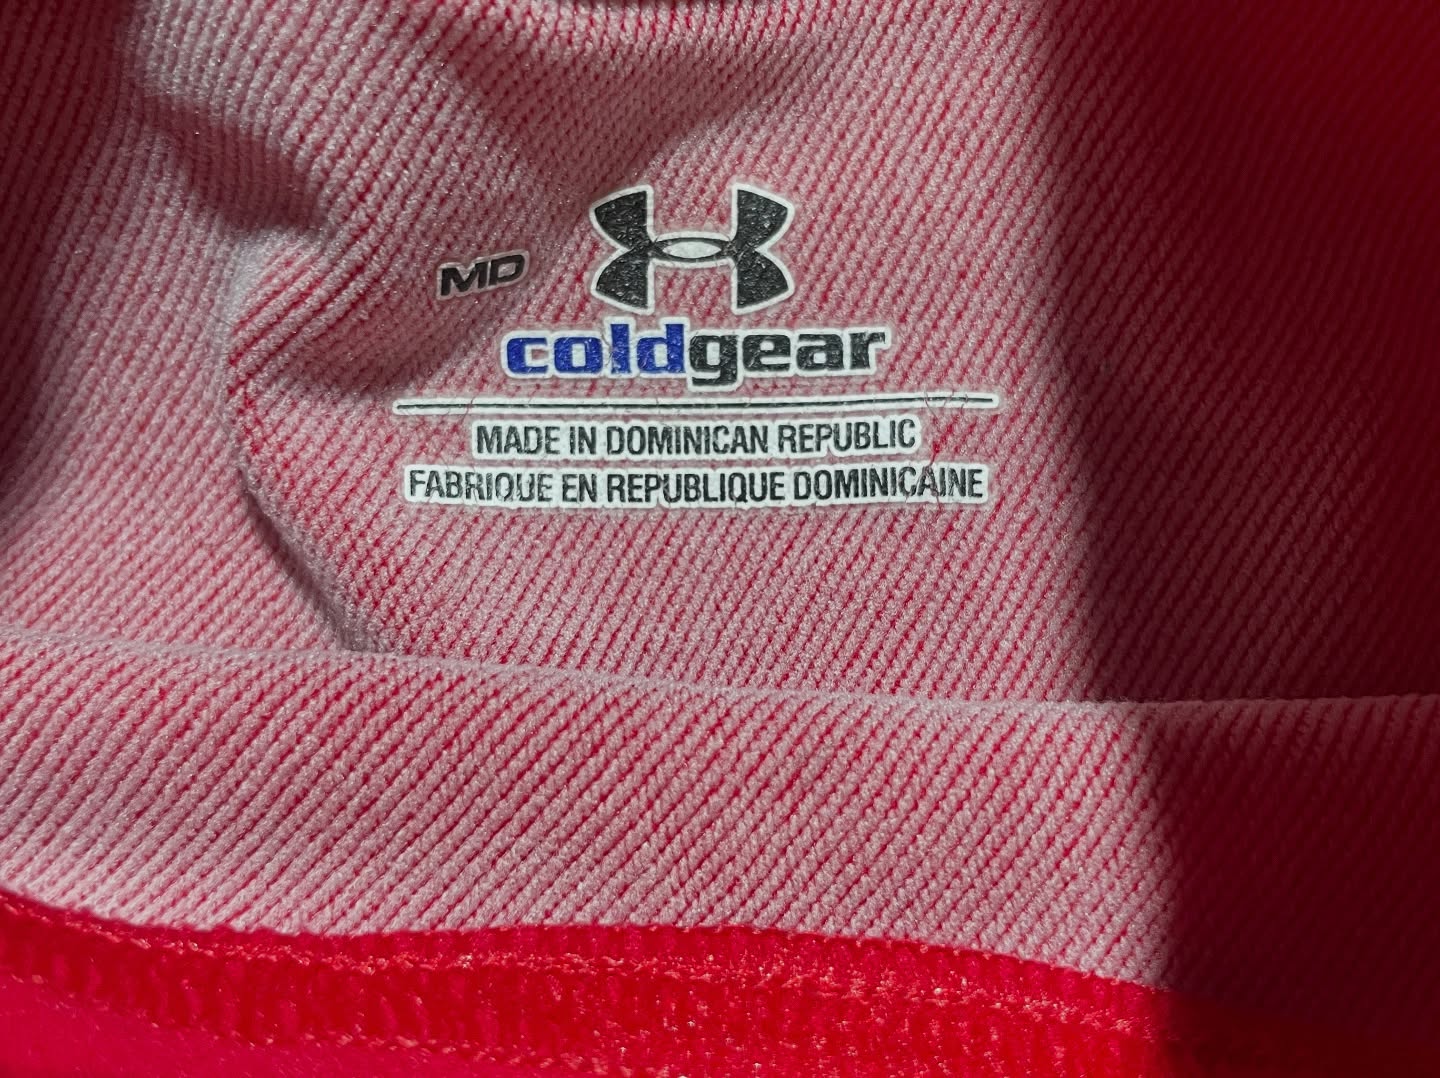 MD
coldgear
MADE IN DOMINICAN REPUBLIC
FABRIQUE EN REPUBLIQUE DOMINICAINE